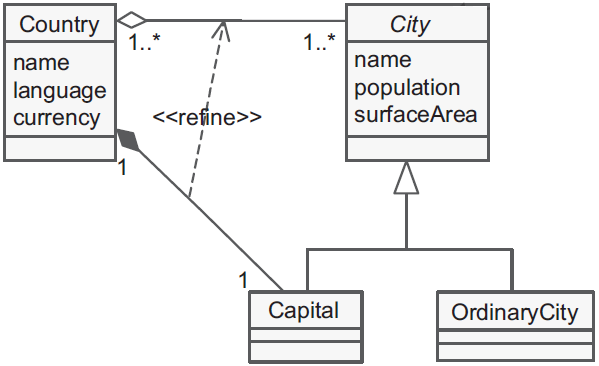 Country
City
1..*
1..*
name
language
currency
name
population
surfaceArea
<<refine>>
1
1
Capital
OrdinaryCity